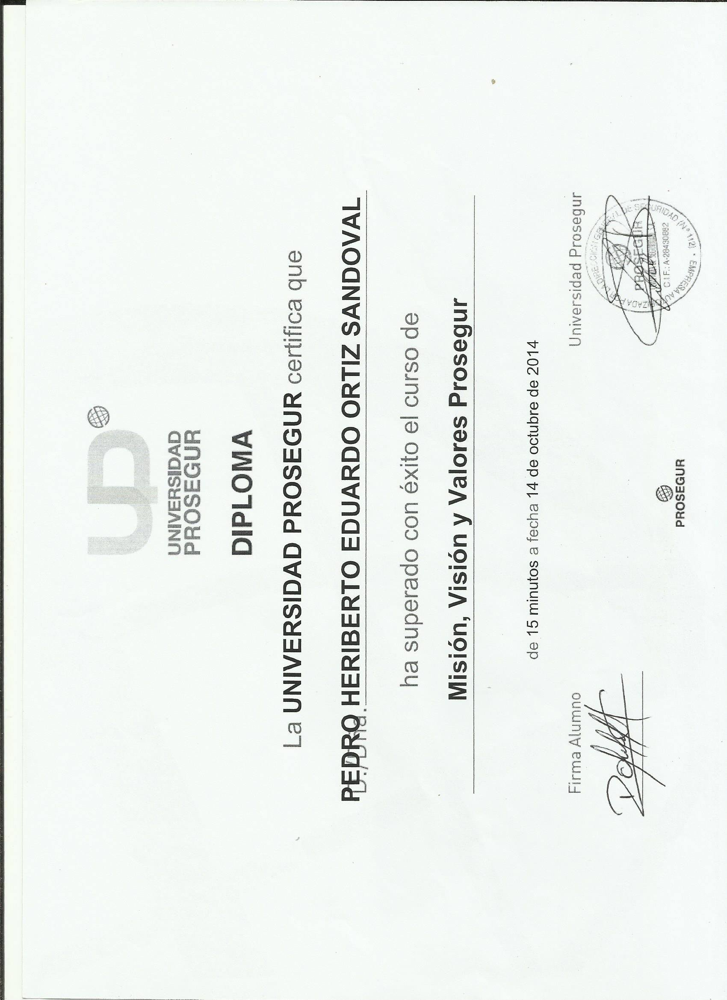 UNIVERSIDAD
PROSEGUR
DIPLOMA
La UNIVERSIDAD PROSEGUR certifica que
D./Dña. PEDRO HERIBERTO EDUARDO ORTIZ SANDOVAL
ha superado con éxito el curso de
Misión, Visión y Valores Prosegur
de 15 minutos a fecha 14 de octubre de 2014
Firma Alumno
Universidad Prosegur
EMPRESA AUTORIZADA POR LA DIRECCIÓN GENERAL DE SEGURIDAD (Nº 112)
PROSEGUR
C.I.F.: A-28430882
PROSEGUR